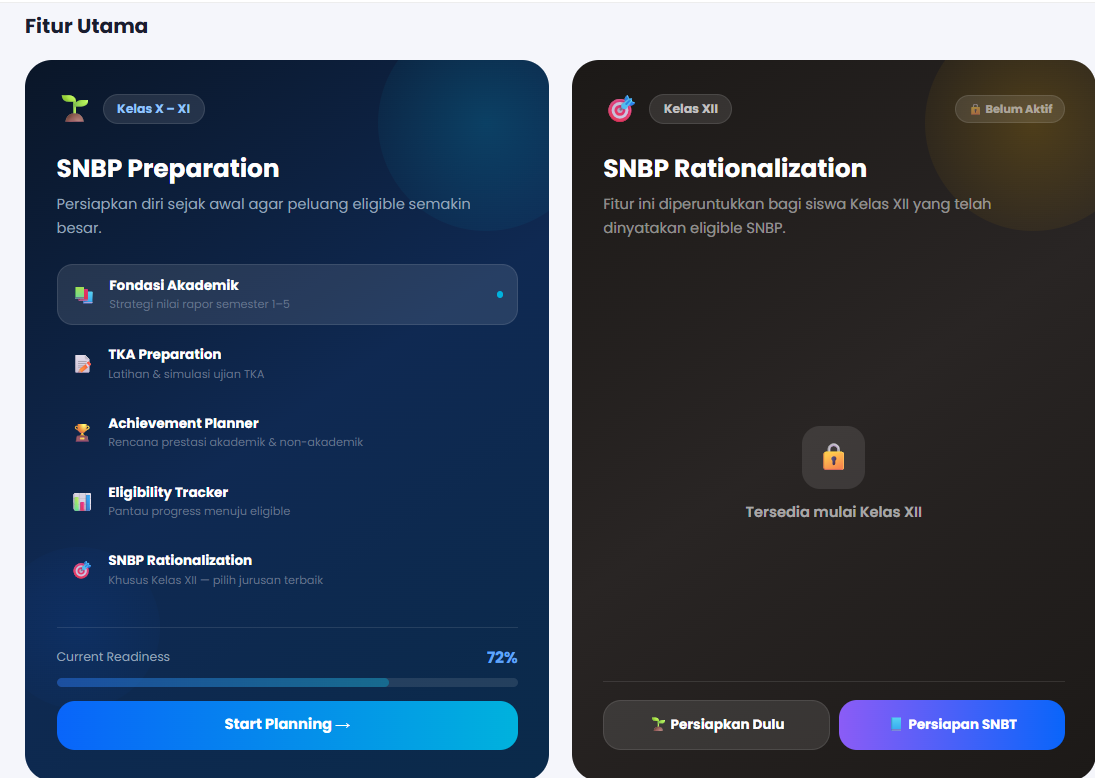 Fitur Utama
Kelas X – XI
SNBP Preparation
Persiapkan diri sejak awal agar peluang eligible semakin
besar.
Fondasi Akademik
Strategi nilai rapor semester 1–5
TKA Preparation
Latihan & simulasi ujian TKA
Achievement Planner
Rencana prestasi akademik & non-akademik
Eligibility Tracker
Pantau progress menuju eligible
SNBP Rationalization
Khusus Kelas XII — pilih jurusan terbaik
Current Readiness
72%
Start Planning →
Kelas XII
Belum Aktif
SNBP Rationalization
Fitur ini diperuntukkan bagi siswa Kelas XII yang telah
dinyatakan eligible SNBP.
Tersedia mulai Kelas XII
Persiapkan Dulu
Persiapan SNBT